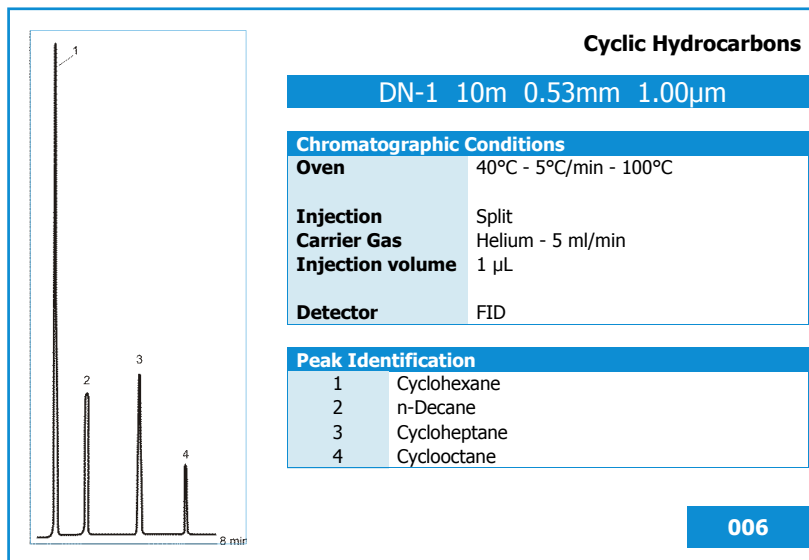 Cyclic Hydrocarbons
DN-1 10m 0.53mm 1.00µm
Chromatographic Conditions
Oven 40°C - 5°C/min - 100°C
Injection Split
Carrier Gas Helium - 5 ml/min
Injection volume 1 µL
Detector FID
Peak Identification
1 Cyclohexane
2 n-Decane
3 Cycloheptane
4 Cyclooctane
006
1
2
3
4
8 min